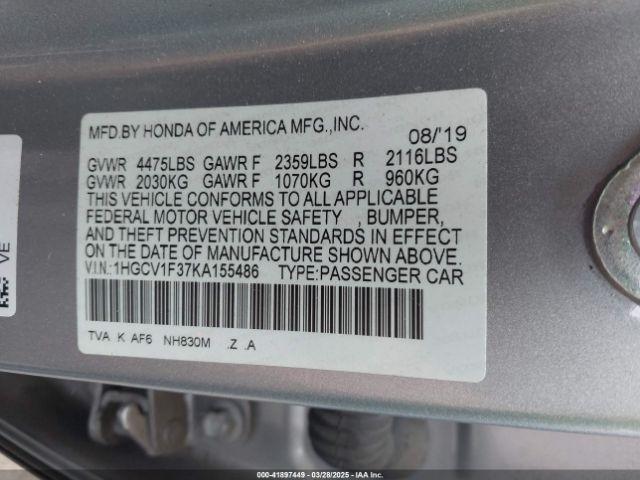 MFD.BY HONDA OF AMERICA MFG.,INC. 08/'19
GVWR 4475LBS GAWR F 2359LBS R 2116LBS
GVWR 2030KG GAWR F 1070KG R 960KG
THIS VEHICLE CONFORMS TO ALL APPLICABLE
FEDERAL MOTOR VEHICLE SAFETY , BUMPER,
AND THEFT PREVENTION STANDARDS IN EFFECT
ON THE DATE OF MANUFACTURE SHOWN ABOVE.
V.I.N.:1HGCV1F37KA155486 TYPE:PASSENGER CAR
TVA K AF6 NH830M .Z .A
VE
00-41897449 | 03/28/2025 | IAA Inc.